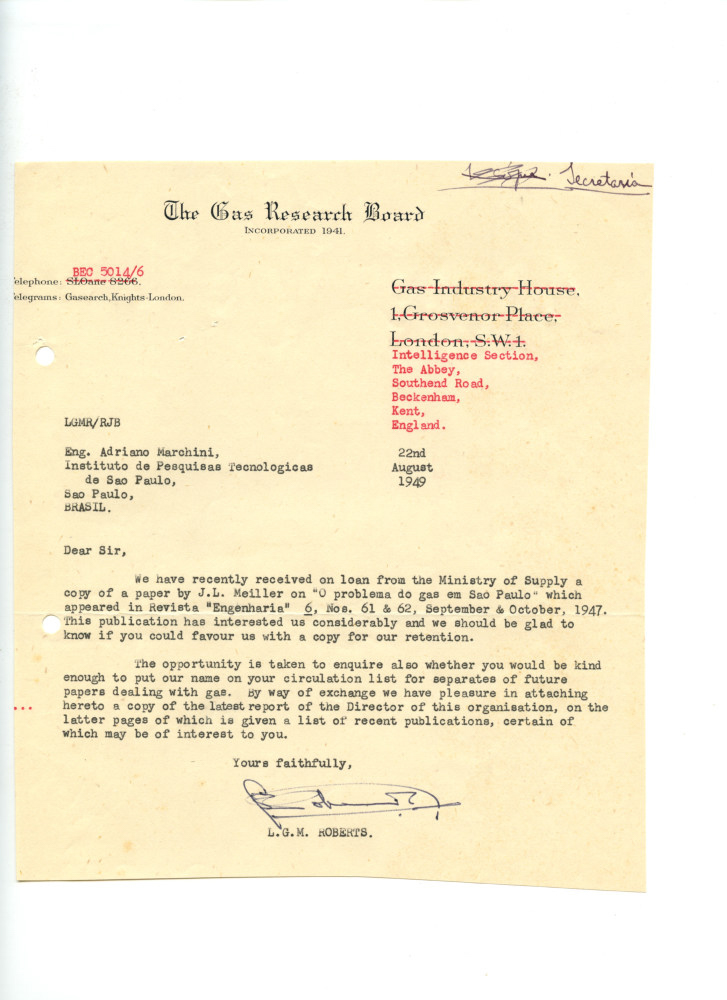 Secretaria
The Gas Research Board
INCORPORATED 1941.
BEC 5014/6
elephone: SLOane 8266.
elegrams: Gasearch, Knights-London.
Gas Industry House,
1, Grosvenor Place,
London, S.W.1.
Intelligence Section,
The Abbey,
Southend Road,
Beckenham,
Kent,
England.
LGMR/RJB
Eng. Adriano Marchini,
Instituto de Pesquisas Tecnologicas
de Sao Paulo,
Sao Paulo,
BRASIL.
22nd
August
1949
Dear Sir,
We have recently received on loan from the Ministry of Supply a
copy of a paper by J.L. Meiller on "O problema do gas em Sao Paulo" which
appeared in Revista "Engenharia" 6, Nos. 61 & 62, September & October, 1947.
This publication has interested us considerably and we should be glad to
know if you could favour us with a copy for our retention.
The opportunity is taken to enquire also whether you would be kind
enough to put our name on your circulation list for separates of future
papers dealing with gas. By way of exchange we have pleasure in attaching
... hereto a copy of the latest report of the Director of this organisation, on the
latter pages of which is given a list of recent publications, certain of
which may be of interest to you.
Yours faithfully,
L.G.M. ROBERTS.